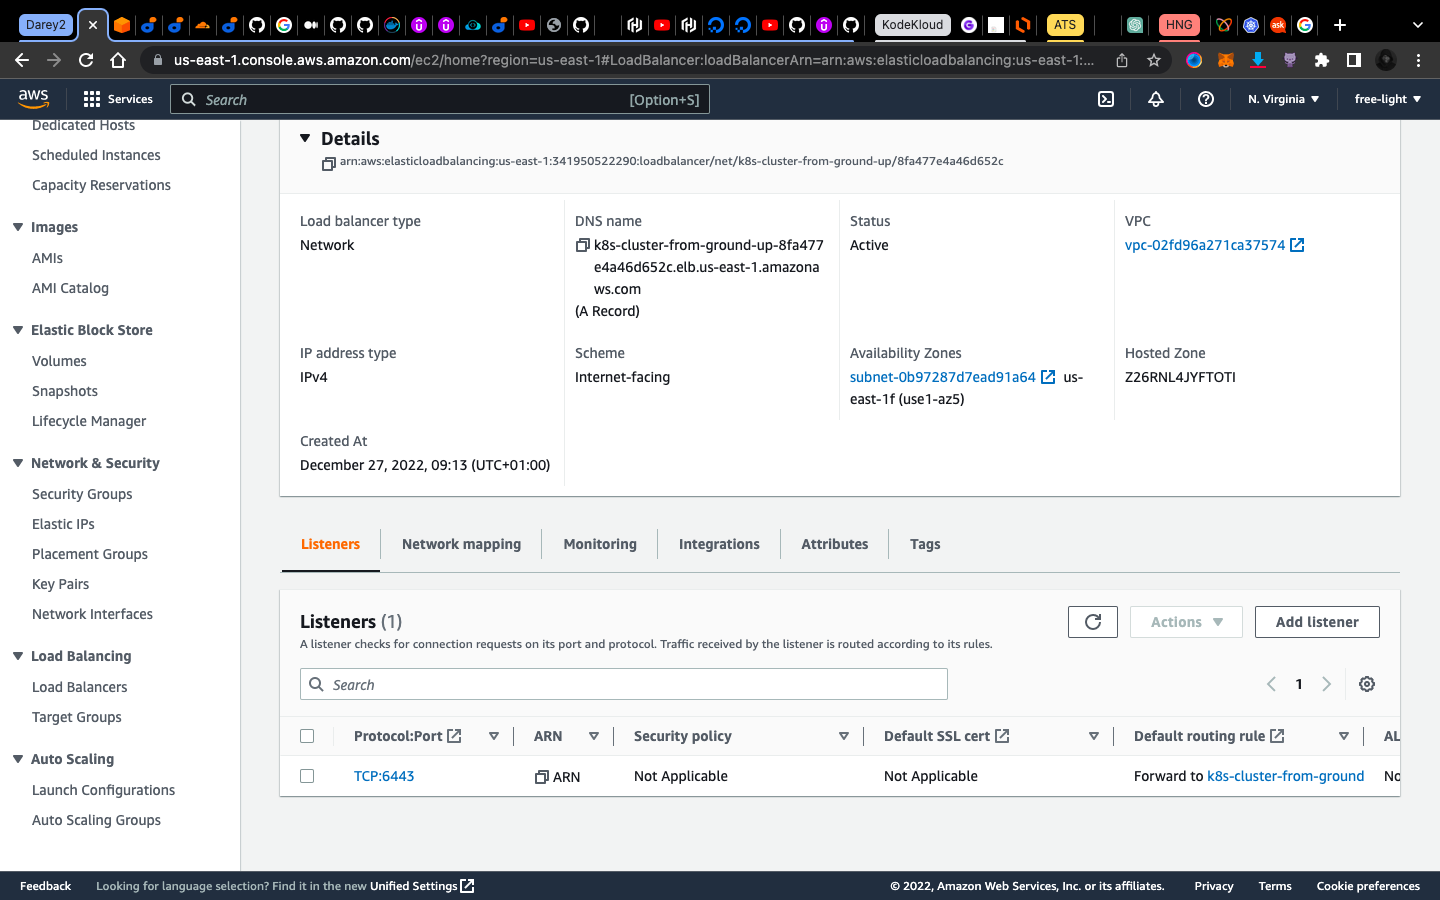 Darey2
KodeKloud
ATS
HNG
ask
us-east-1.console.aws.amazon.com/ec2/home?region=us-east-1#LoadBalancer:loadBalancerArn=arn:aws:elasticloadbalancing:us-east-1:...
aws
Services
Search
[Option+S]
N. Virginia
free-light
Dedicated Hosts
Scheduled Instances
Capacity Reservations
Images
AMIs
AMI Catalog
Elastic Block Store
Volumes
Snapshots
Lifecycle Manager
Network & Security
Security Groups
Elastic IPs
Placement Groups
Key Pairs
Network Interfaces
Load Balancing
Load Balancers
Target Groups
Auto Scaling
Launch Configurations
Auto Scaling Groups
Details
arn:aws:elasticloadbalancing:us-east-1:341950522290:loadbalancer/net/k8s-cluster-from-ground-up/8fa477e4a46d652c
Load balancer type
Network
DNS name
k8s-cluster-from-ground-up-8fa477
e4a46d652c.elb.us-east-1.amazona
ws.com
(A Record)
Status
Active
VPC
vpc-02fd96a271ca37574
IP address type
IPv4
Scheme
Internet-facing
Availability Zones
subnet-0b97287d7ead91a64 us-
east-1f (use1-az5)
Hosted Zone
Z26RNL4JYFTOTI
Created At
December 27, 2022, 09:13 (UTC+01:00)
Listeners
Network mapping
Monitoring
Integrations
Attributes
Tags
Listeners (1)
A listener checks for connection requests on its port and protocol. Traffic received by the listener is routed according to its rules.
Actions
Add listener
Search
1
Protocol:Port
ARN
Security policy
Default SSL cert
Default routing rule
AL
TCP:6443
ARN
Not Applicable
Not Applicable
Forward to k8s-cluster-from-ground
No
Feedback
Looking for language selection? Find it in the new Unified Settings
© 2022, Amazon Web Services, Inc. or its affiliates.
Privacy
Terms
Cookie preferences